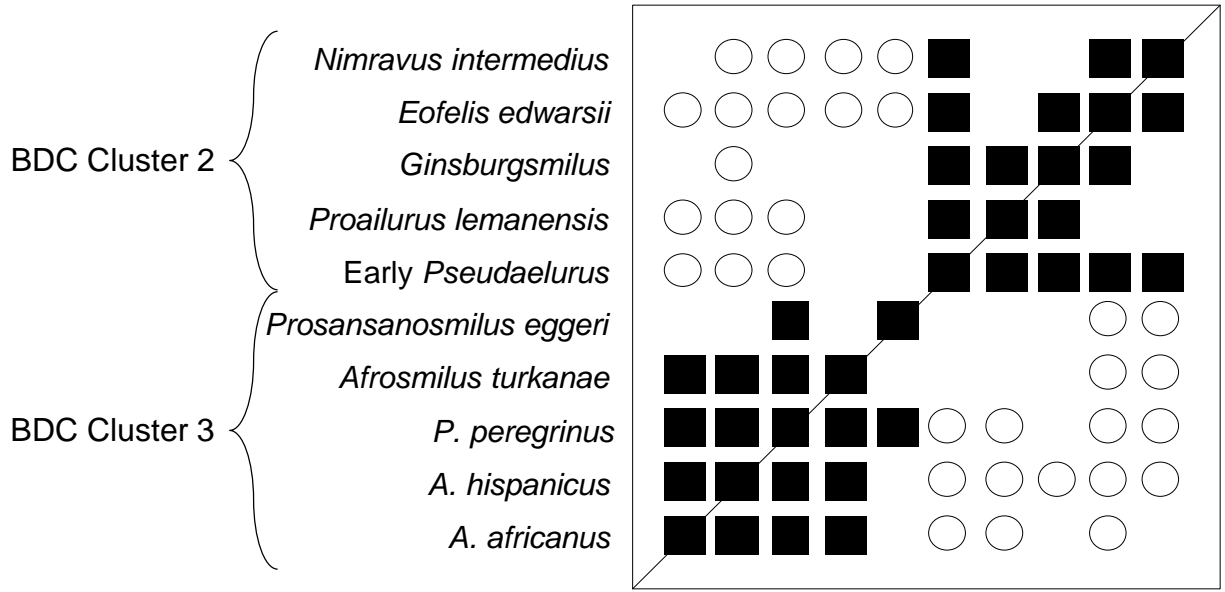 Nimravus intermedius
Eofelis edwarsii
BDC Cluster 2
Ginsburgsmilus
Proailurus lemanensis
Early Pseudaelurus
Prosansanosmilus eggeri
Afrosmilus turkanae
BDC Cluster 3
P. peregrinus
A. hispanicus
A. africanus